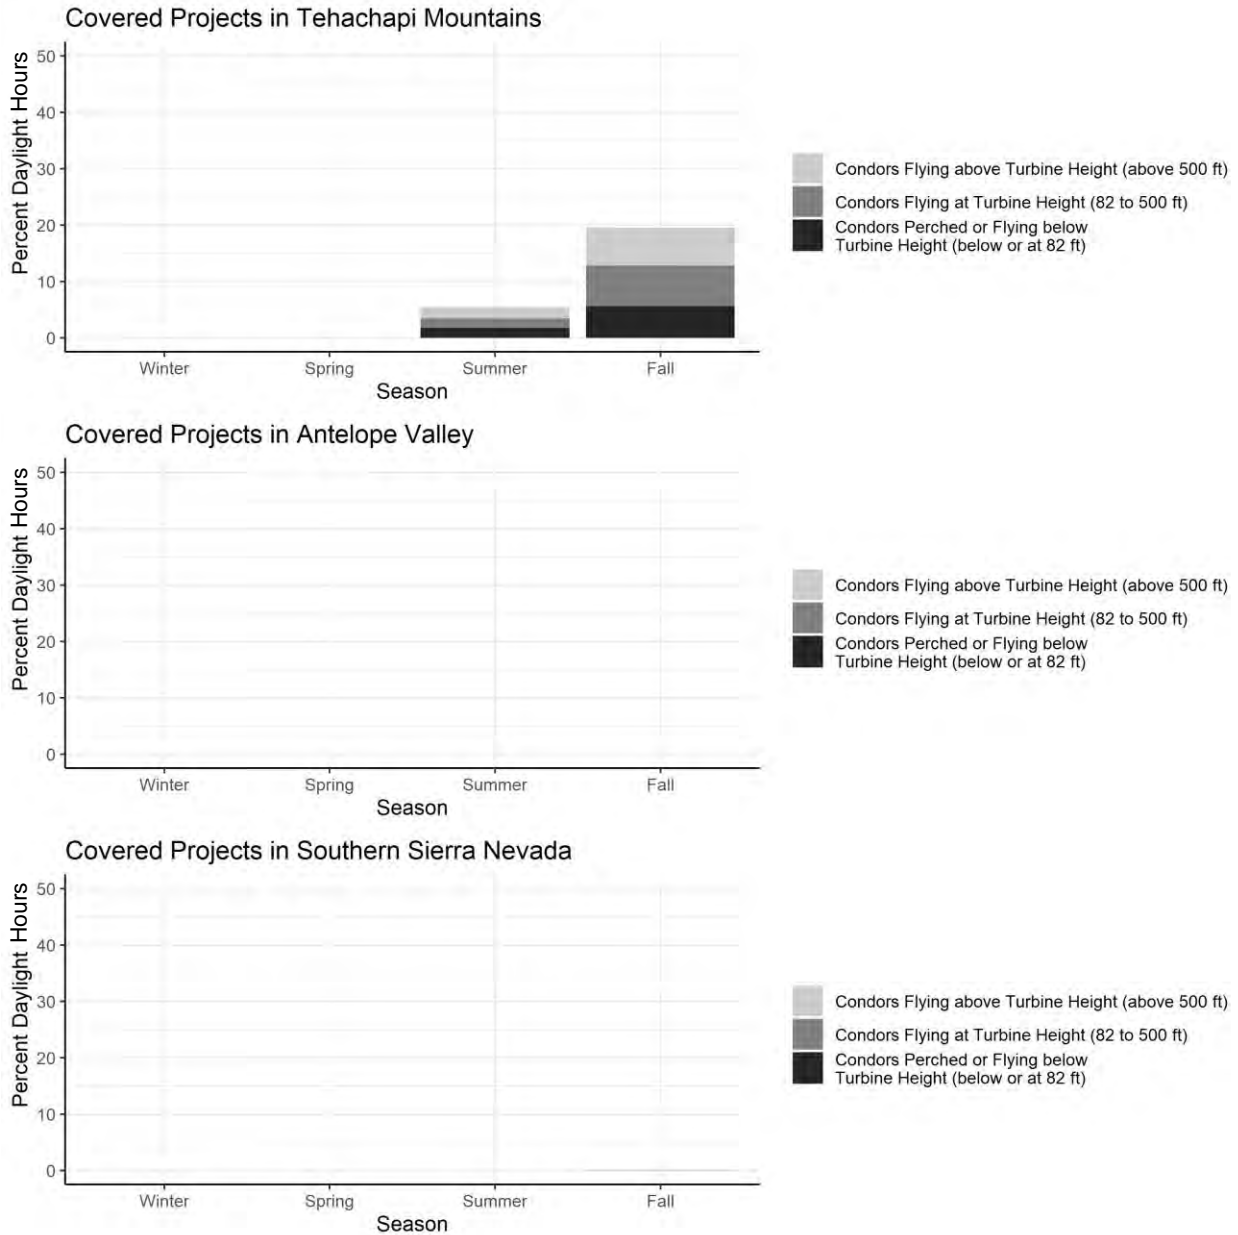 Covered Projects in Tehachapi Mountains
Percent Daylight Hours
50
40
30
20
10
0
Winter Spring Summer Fall
Season
Condors Flying above Turbine Height (above 500 ft)
Condors Flying at Turbine Height (82 to 500 ft)
Condors Perched or Flying below
Turbine Height (below or at 82 ft)
Covered Projects in Antelope Valley
Percent Daylight Hours
50
40
30
20
10
0
Winter Spring Summer Fall
Season
Condors Flying above Turbine Height (above 500 ft)
Condors Flying at Turbine Height (82 to 500 ft)
Condors Perched or Flying below
Turbine Height (below or at 82 ft)
Covered Projects in Southern Sierra Nevada
Percent Daylight Hours
50
40
30
20
10
0
Winter Spring Summer Fall
Season
Condors Flying above Turbine Height (above 500 ft)
Condors Flying at Turbine Height (82 to 500 ft)
Condors Perched or Flying below
Turbine Height (below or at 82 ft)